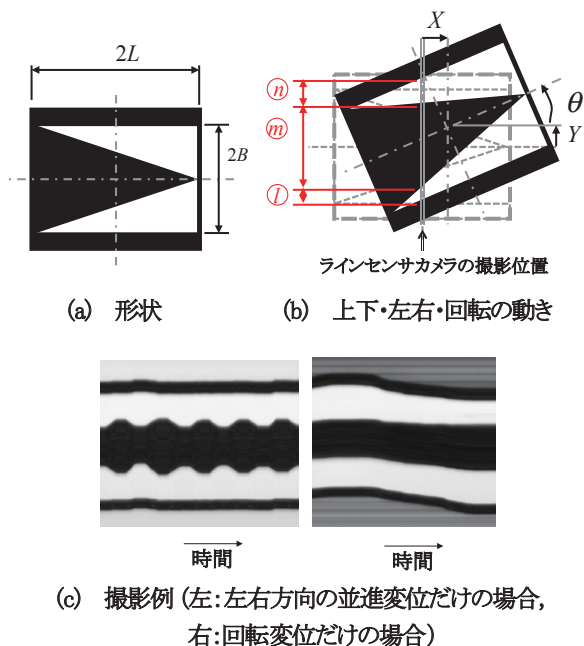 2L
2B
(a) 形状
X
n
m
l
θ
Y
ラインセンサカメラの撮影位置
(b) 上下・左右・回転の動き
時間
時間
(c) 撮影例(左:左右方向の並進変位だけの場合,
右:回転変位だけの場合)